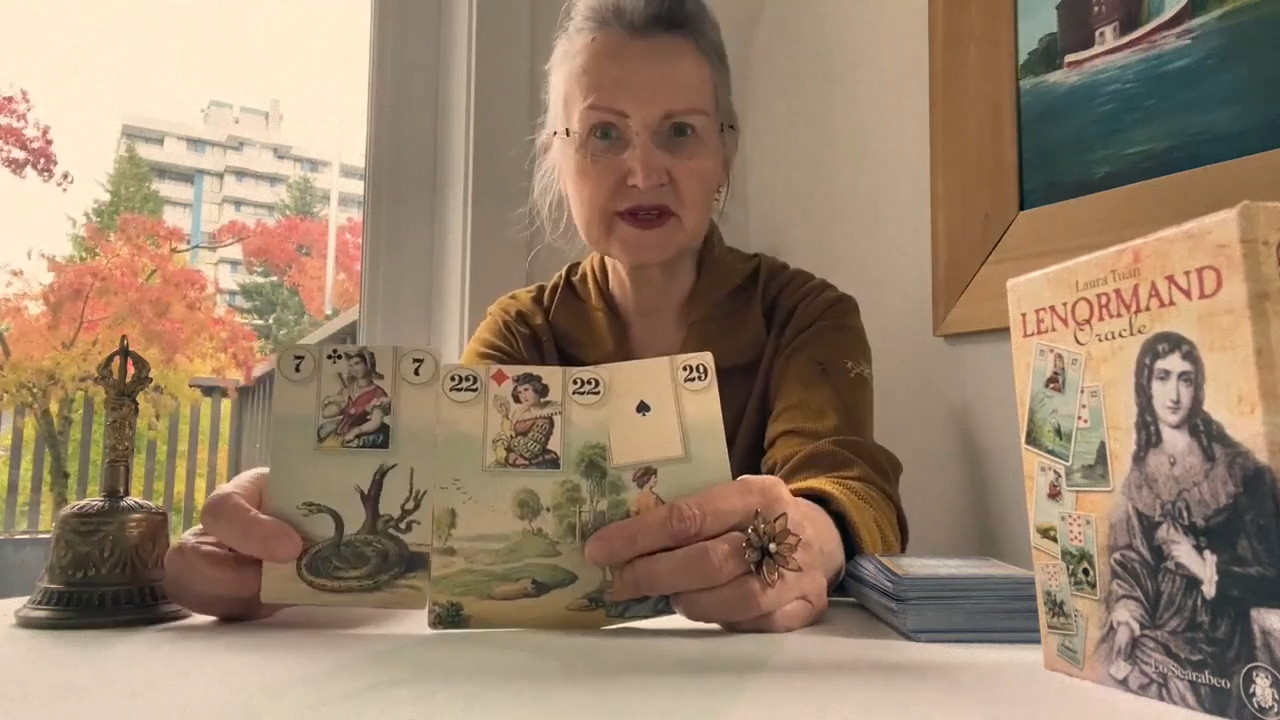 7 7
22 22
29
Laura Tuan
LENORMAND
Oracle
Lo Scarabeo